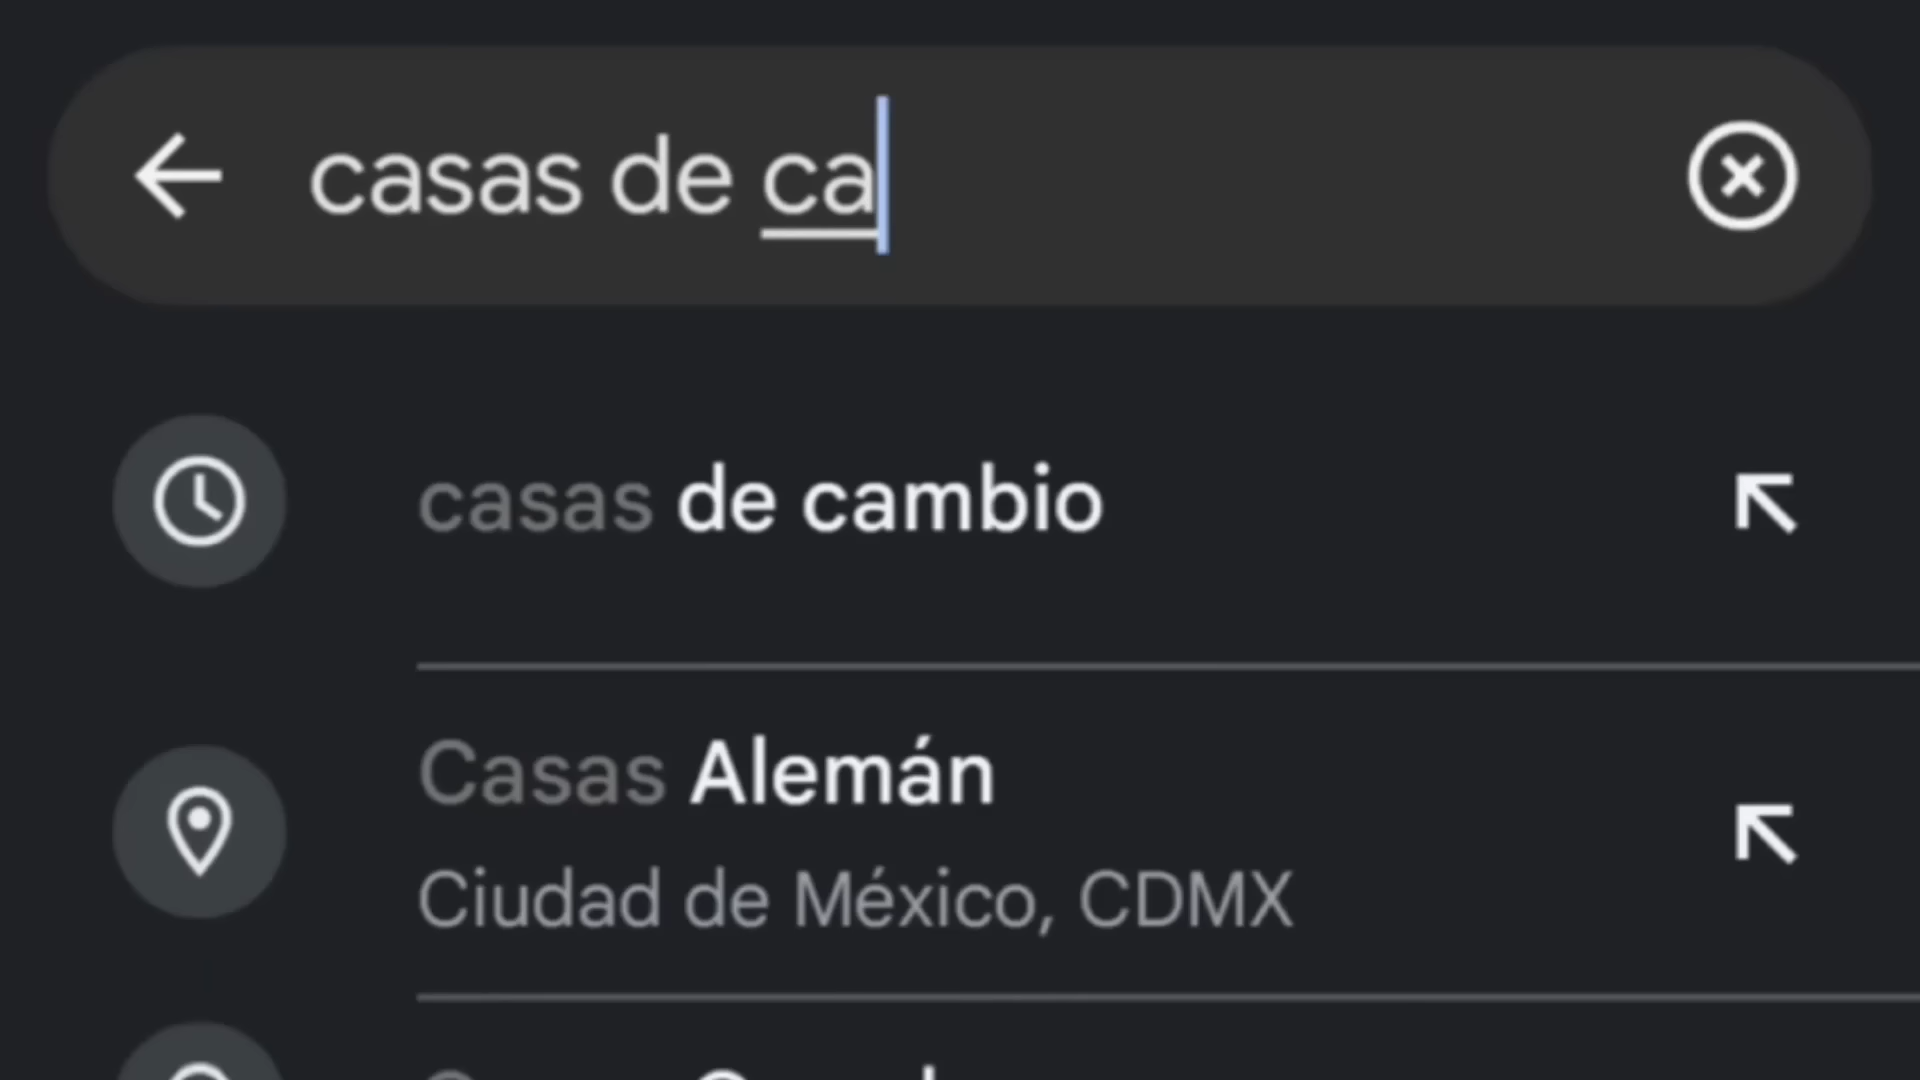 casas de ca
casas de cambio
Casas Alemán
Ciudad de México, CDMX